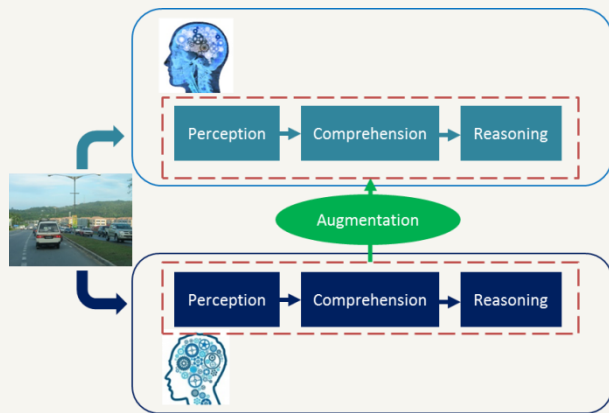 Perception
Comprehension
Reasoning
Augmentation
Perception
Comprehension
Reasoning